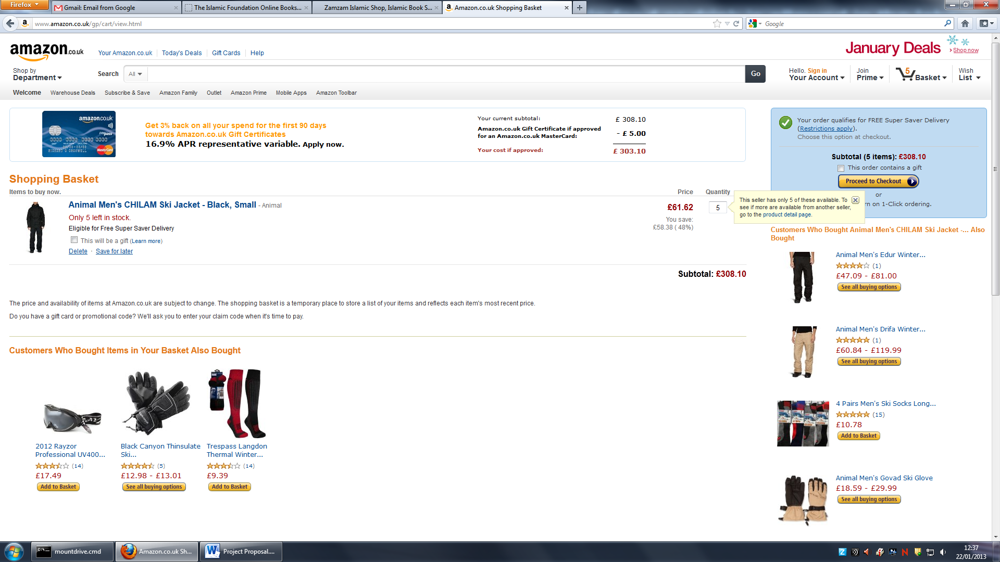 Firefox
Gmail: Email from Google
The Islamic Foundation Online Books...
Zamzam Islamic Shop, Islamic Book S...
Amazon.co.uk Shopping Basket
www.amazon.co.uk/gp/cart/view.html
Google
amazon.co.uk
Your Amazon.co.uk
Today's Deals
Gift Cards
Help
January Deals
Shop now
Shop by
Department
Search
All
Go
Hello. Sign in
Your Account
Join
Prime
5
Basket
Wish
List
Welcome
Warehouse Deals
Subscribe & Save
Amazon Family
Outlet
Amazon Prime
Mobile Apps
Amazon Toolbar
amazon.co.uk
MasterCard
Get 3% back on all your spend for the first 90 days
towards Amazon.co.uk Gift Certificates
16.9% APR representative variable. Apply now.
Your current subtotal: £ 308.10
Amazon.co.uk Gift Certificate if approved
for an Amazon.co.uk MasterCard: - £ 5.00
Your cost if approved: £ 303.10
Your order qualifies for FREE Super Saver Delivery
(Restrictions apply).
Choose this option at checkout.
Subtotal (5 items): £308.10
This order contains a gift
Proceed to Checkout
or
rn on 1-Click ordering.
Shopping Basket
Items to buy now.
Price
Quantity
Animal Men's CHILAM Ski Jacket - Black, Small - Animal
Only 5 left in stock.
Eligible for Free Super Saver Delivery
This will be a gift (Learn more)
Delete - Save for later
£61.62
You save:
£58.38 ( 48%)
5
This seller has only 5 of these available. To
see if more are available from another seller,
go to the product detail page.
Subtotal: £308.10
The price and availability of items at Amazon.co.uk are subject to change. The shopping basket is a temporary place to store a list of your items and reflects each item's most recent price.
Do you have a gift card or promotional code? We'll ask you to enter your claim code when it's time to pay.
Customers Who Bought Items in Your Basket Also Bought
2012 Rayzor
Professional UV400...
(14)
£17.49
Add to Basket
Black Canyon Thinsulate
Ski...
(5)
£12.98 - £13.01
See all buying options
Trespass Langdon
Thermal Winter...
(14)
£9.39
Add to Basket
Customers Who Bought Animal Men's CHILAM Ski Jacket -... Also
Bought
Animal Men's Edur Winter...
(1)
£47.09 - £81.00
See all buying options
Animal Men's Drifa Winter...
(1)
£60.84 - £119.99
See all buying options
4 Pairs Men's Ski Socks Long...
(15)
£10.78
Add to Basket
Animal Men's Govad Ski Glove
£18.59 - £29.99
See all buying options
mountdrive.cmd
Amazon.co.uk Sh...
Project Proposal....
12:37
22/01/2013